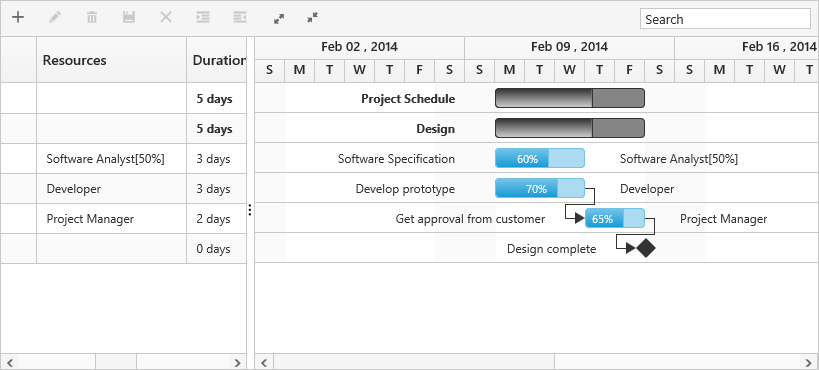 Search
Resources Duration
Feb 02 , 2014 Feb 09 , 2014 Feb 16 , 2014
S M T W T F S S M T W T F S S M T W T
5 days Project Schedule
5 days Design
Software Analyst[50%] 3 days Software Specification 60% Software Analyst[50%]
Developer 3 days Develop prototype 70% Developer
Project Manager 2 days Get approval from customer 65% Project Manager
0 days Design complete